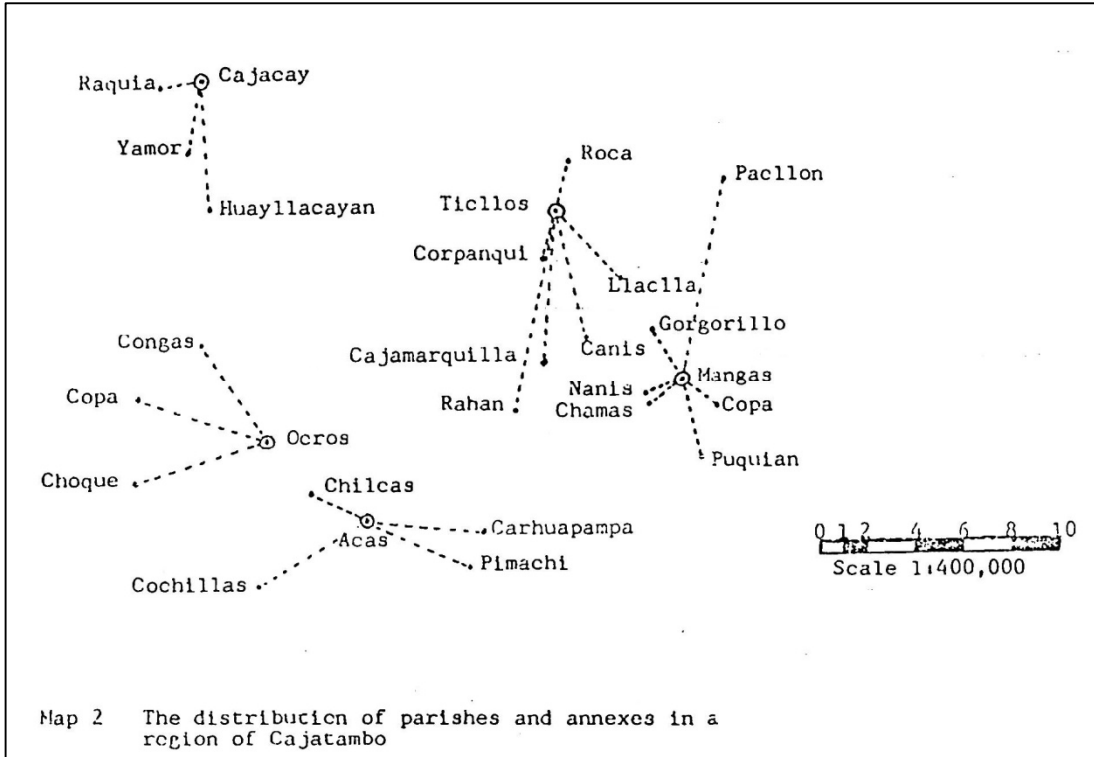 Raquia
Cajacay
Yamor
Huayllacayan
Roca
Pacllon
Ticllos
Corpanqui
Llaclla
Gorgorillo
Congas
Cajamarquilla
Canis
Mangas
Nanis
Copa
Rahan
Chamas
Copa
Ocros
Puquian
Choque
Chilcas
Carhuapampa
Acas
Pimachi
Cochillas
0 1 2 4 6 8 10
Scale 1:400,000
Map 2 The distribution of parishes and annexes in a
region of Cajatambo